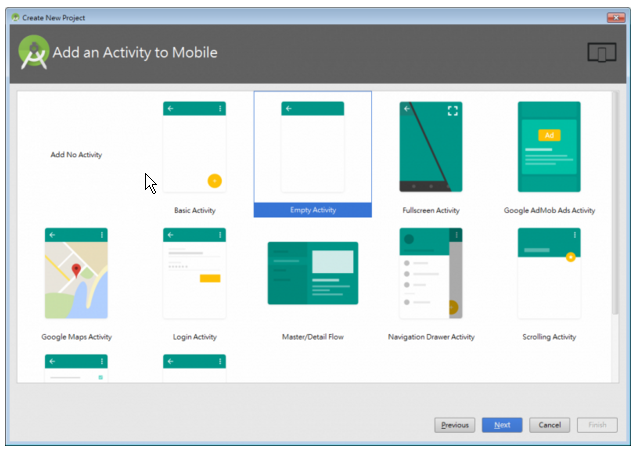 Create New Project
Add an Activity to Mobile
Add No Activity
Basic Activity
Empty Activity
Fullscreen Activity
Ad
Google AdMob Ads Activity
Google Maps Activity
Login Activity
Master/Detail Flow
Navigation Drawer Activity
Scrolling Activity
Previous
Next
Cancel
Finish